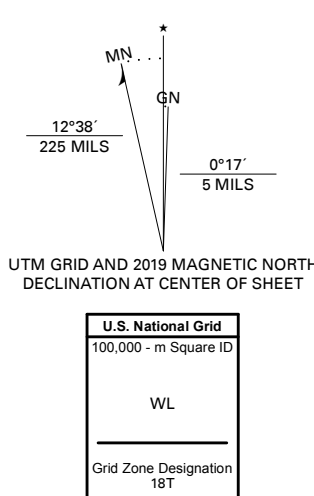 ★
MN
GN
12°38´
225 MILS
0°17´
5 MILS
UTM GRID AND 2019 MAGNETIC NORTH
DECLINATION AT CENTER OF SHEET
U.S. National Grid
100,000 - m Square ID
WL
Grid Zone Designation
18T